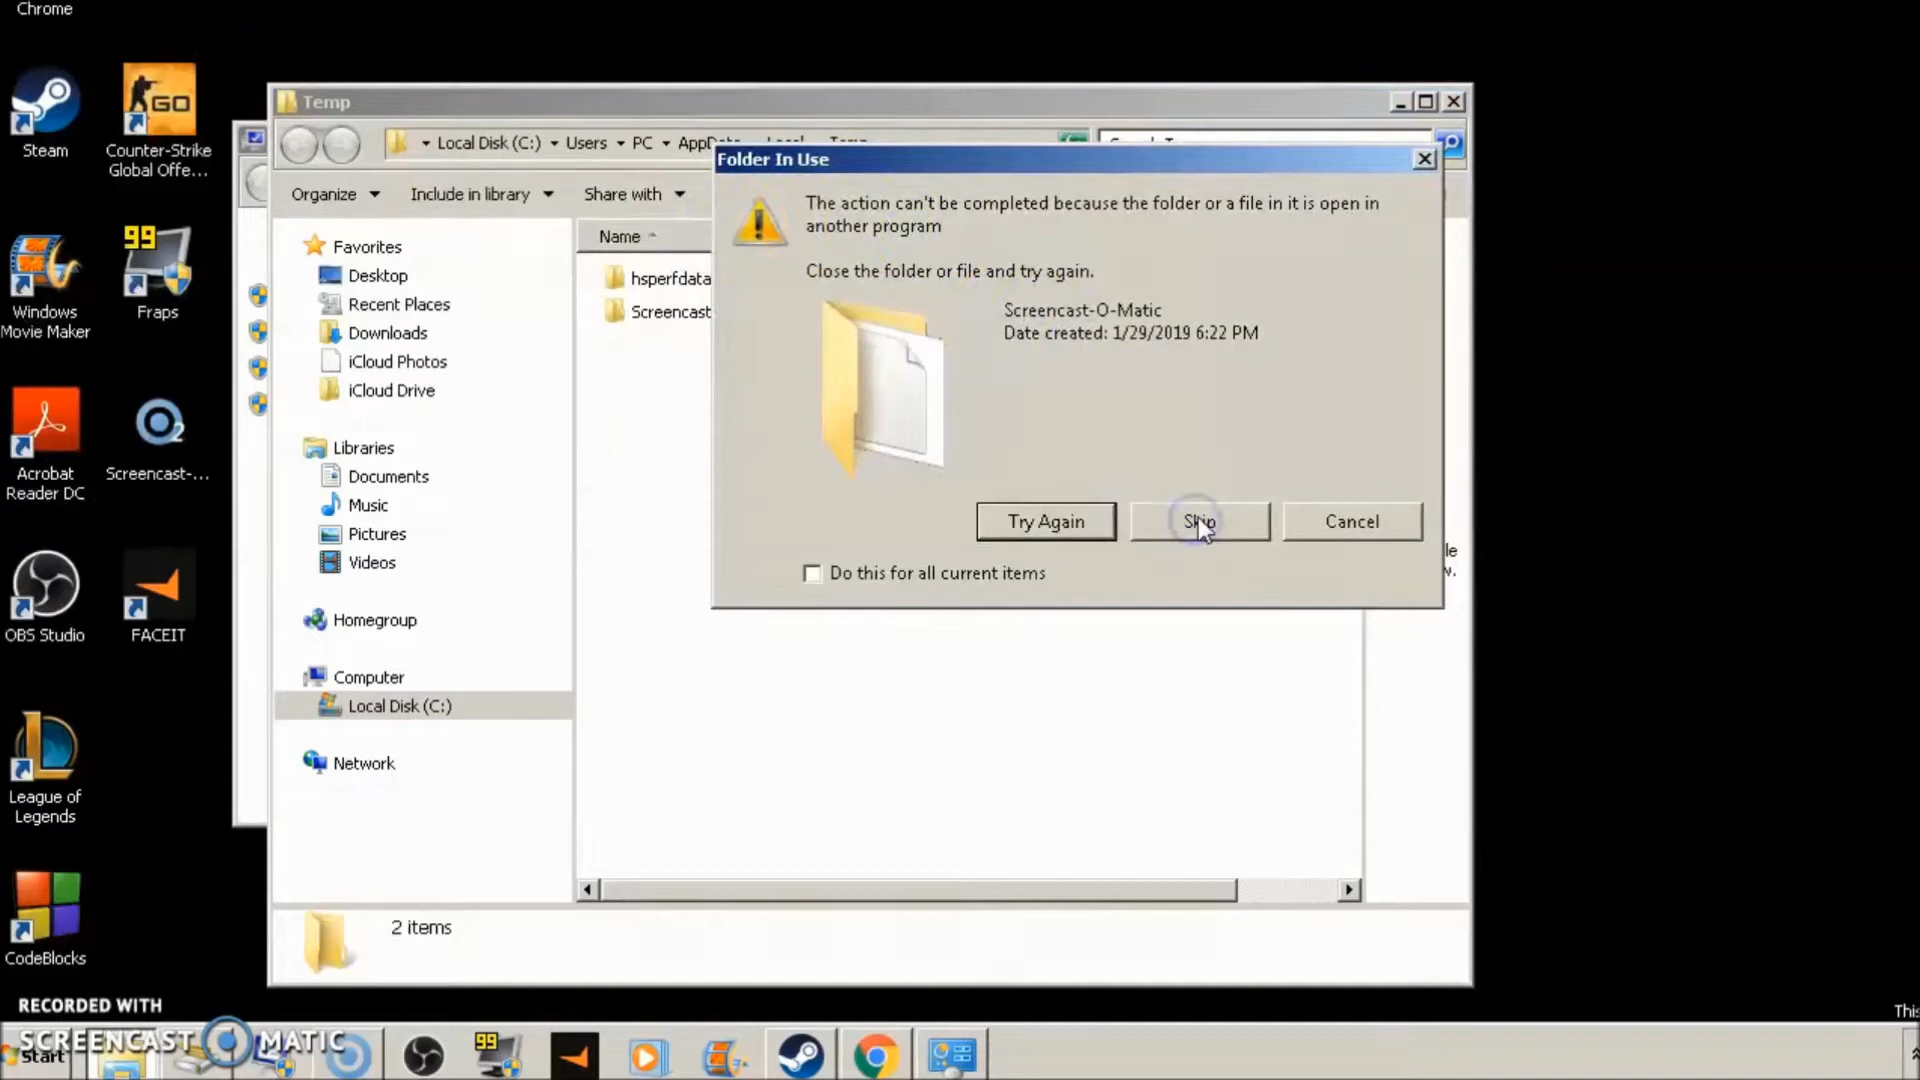 Chrome
Steam
Counter-Strike
Global Offe...
Windows
Movie Maker
99
Fraps
Acrobat
Reader DC
Screencast-...
OBS Studio
FACEIT
League of
Legends
CodeBlocks
GO
Temp
Local Disk (C:) Users PC
Organize Include in library Share with
Favorites
Desktop
Recent Places
Downloads
iCloud Photos
iCloud Drive
Libraries
Documents
Music
Pictures
Videos
Homegroup
Computer
Local Disk (C:)
Network
Name
hsperfdata
Screencast
Folder In Use
The action can't be completed because the folder or a file in it is open in
another program
Close the folder or file and try again.
Screencast-O-Matic
Date created: 1/29/2019 6:22 PM
Try Again Skip Cancel
Do this for all current items
2 items
RECORDED WITH
SCREENCAST MATIC
Start
99
This